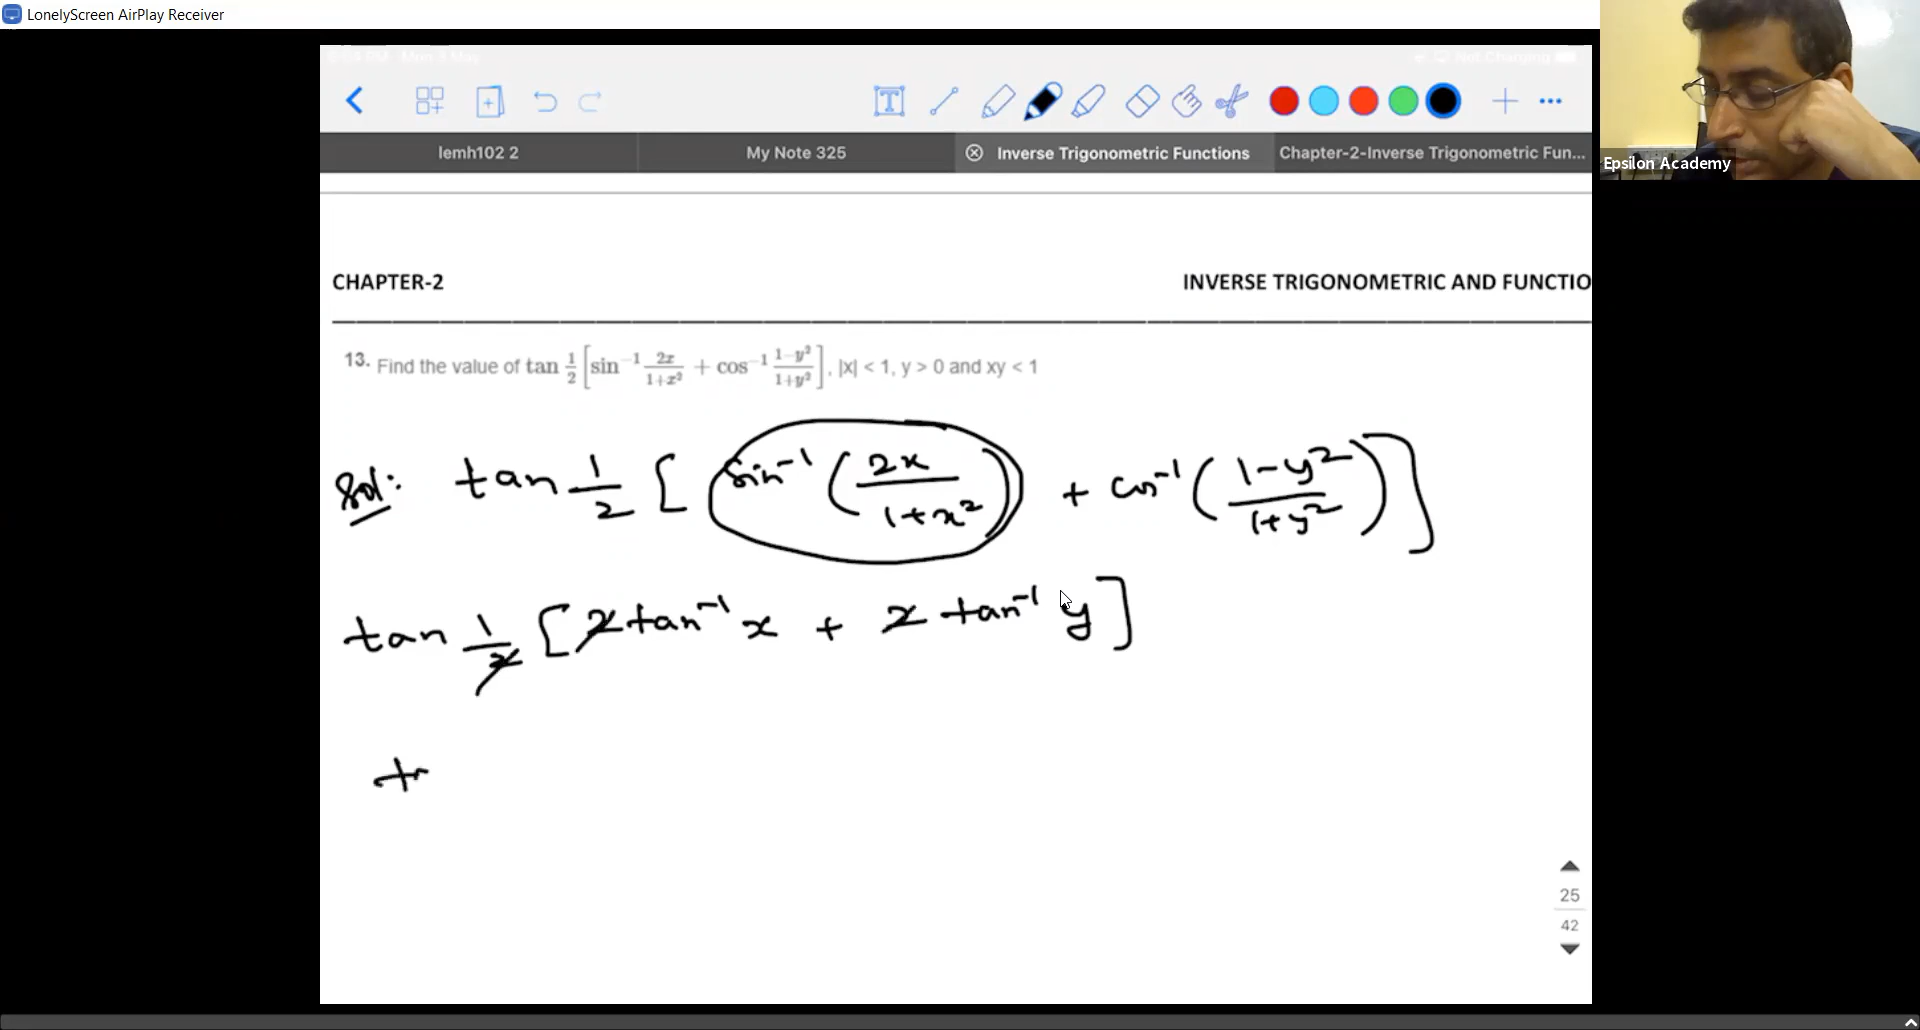 LonelyScreen AirPlay Receiver
Epsilon Academy
lemh102 2
My Note 325
Inverse Trigonometric Functions
Chapter-2-Inverse Trigonometric Fun...
CHAPTER-2
INVERSE TRIGONOMETRIC AND FUNCTIO
13. Find the value of tan 1/2 [sin⁻¹ 2x/1+x² + cos⁻¹ 1−y²/1+y²], |x| < 1, y > 0 and xy < 1
Sol: tan 1/2 [ sin⁻¹ (2x/1+x²) + cos⁻¹ (1−y²/1+y²) ]
tan 1/2 [2 tan⁻¹ x + 2 tan⁻¹ y]
25
42